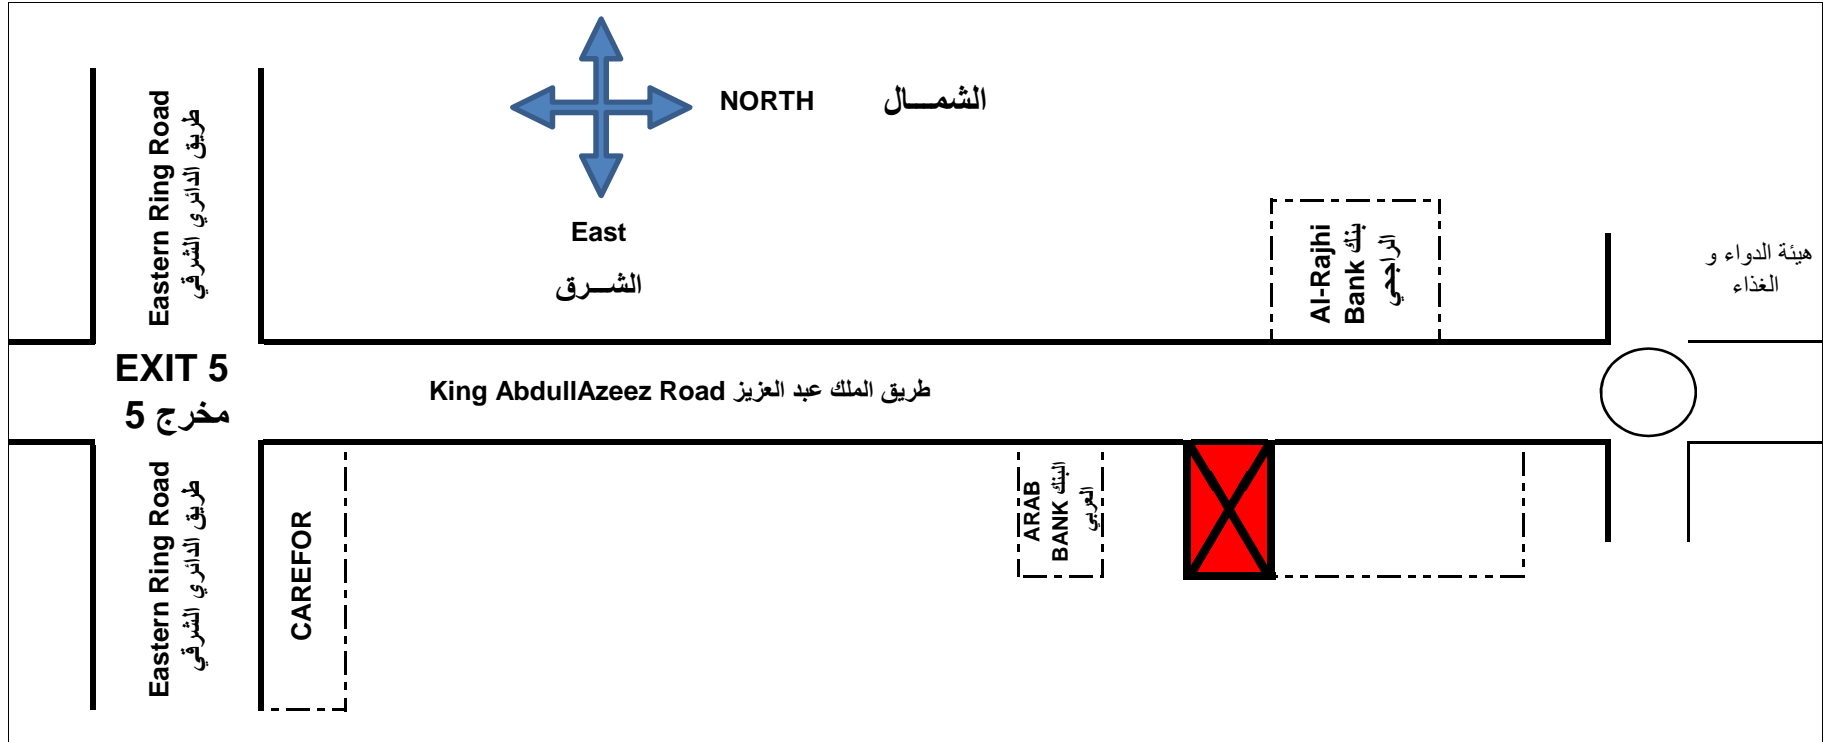 NORTH الشمـــال
East
الشـــرق
Eastern Ring Road
طريق الدائري الشرقي
Al-Rajhi
Bank بنك
الراجحي
هيئة الدواء و
الغذاء
EXIT 5
مخرج 5
King AbdullAzeez Road طريق الملك عبد العزيز
Eastern Ring Road
طريق الدائري الشرقي
CAREFOR
ARAB
BANK البنك
العربي